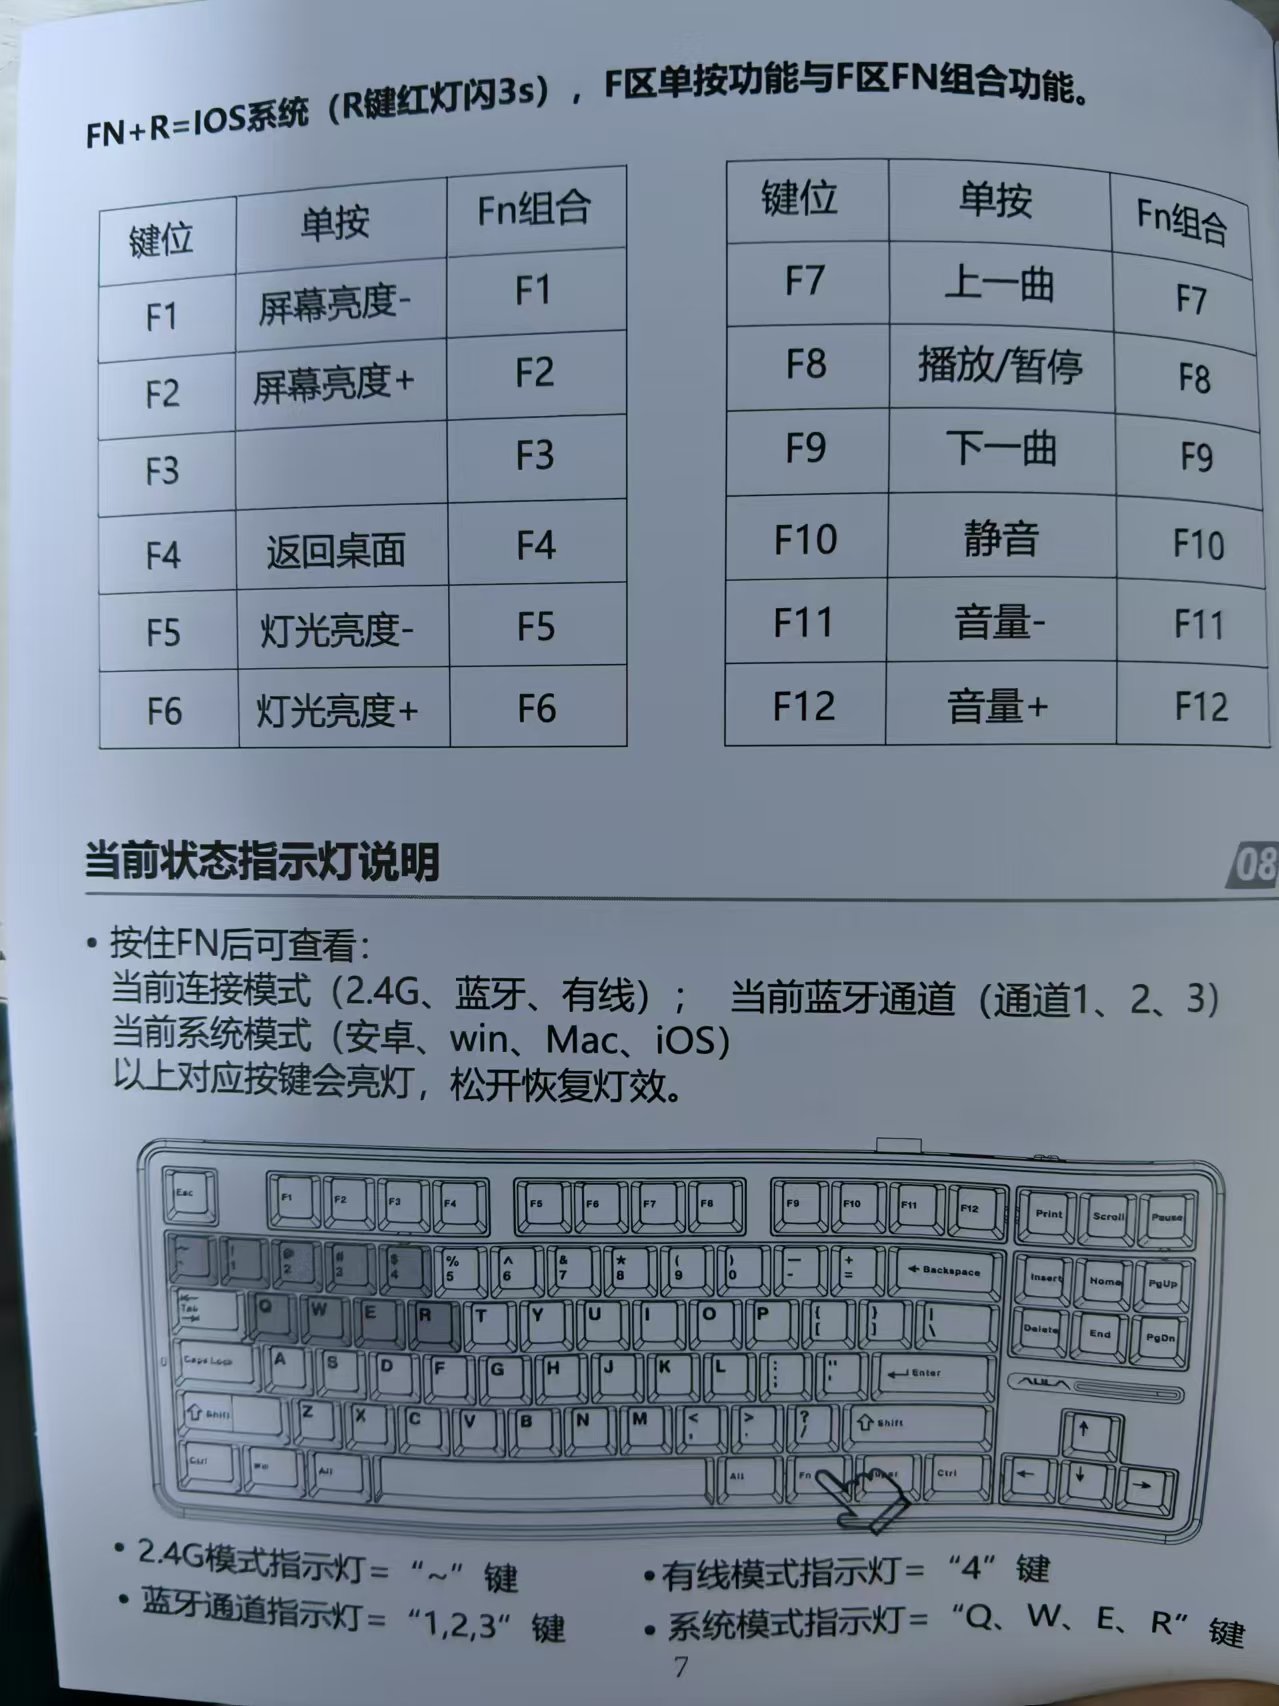 FN+R=IOS系统（R键红灯闪3s），F区单按功能与F区FN组合功能。
键位 单按 Fn组合
F1 屏幕亮度- F1
F2 屏幕亮度+ F2
F3 F3
F4 返回桌面 F4
F5 灯光亮度- F5
F6 灯光亮度+ F6
键位 单按 Fn组合
F7 上一曲 F7
F8 播放/暂停 F8
F9 下一曲 F9
F10 静音 F10
F11 音量- F11
F12 音量+ F12
当前状态指示灯说明
08
• 按住FN后可查看：
当前连接模式（2.4G、蓝牙、有线）； 当前蓝牙通道（通道1、2、3）
当前系统模式（安卓、win、Mac、iOS）
以上对应按键会亮灯，松开恢复灯效。
Esc F1 F2 F3 F4 F5 F6 F7 F8 F9 F10 F11 F12 Print Scroll Pause
~ ! @ # $ % ^ & * ( ) — +
1 2 3 4 5 6 7 8 9 0 - = ← Backspace Insert Home PgUp
Tab Q W E R T Y U I O P { [ } ] | \ Delete End PgDn
Caps Lock A S D F G H J K L : ; " ' Enter AULA
Shift Z X C V B N M < , > . ? / Shift ↑
Ctrl Alt Alt Fn Ctrl ← ↓ →
• 2.4G模式指示灯＝ “~” 键
• 有线模式指示灯＝ “4” 键
• 蓝牙通道指示灯＝ “1,2,3” 键
• 系统模式指示灯＝ “Q、W、E、R” 键
7